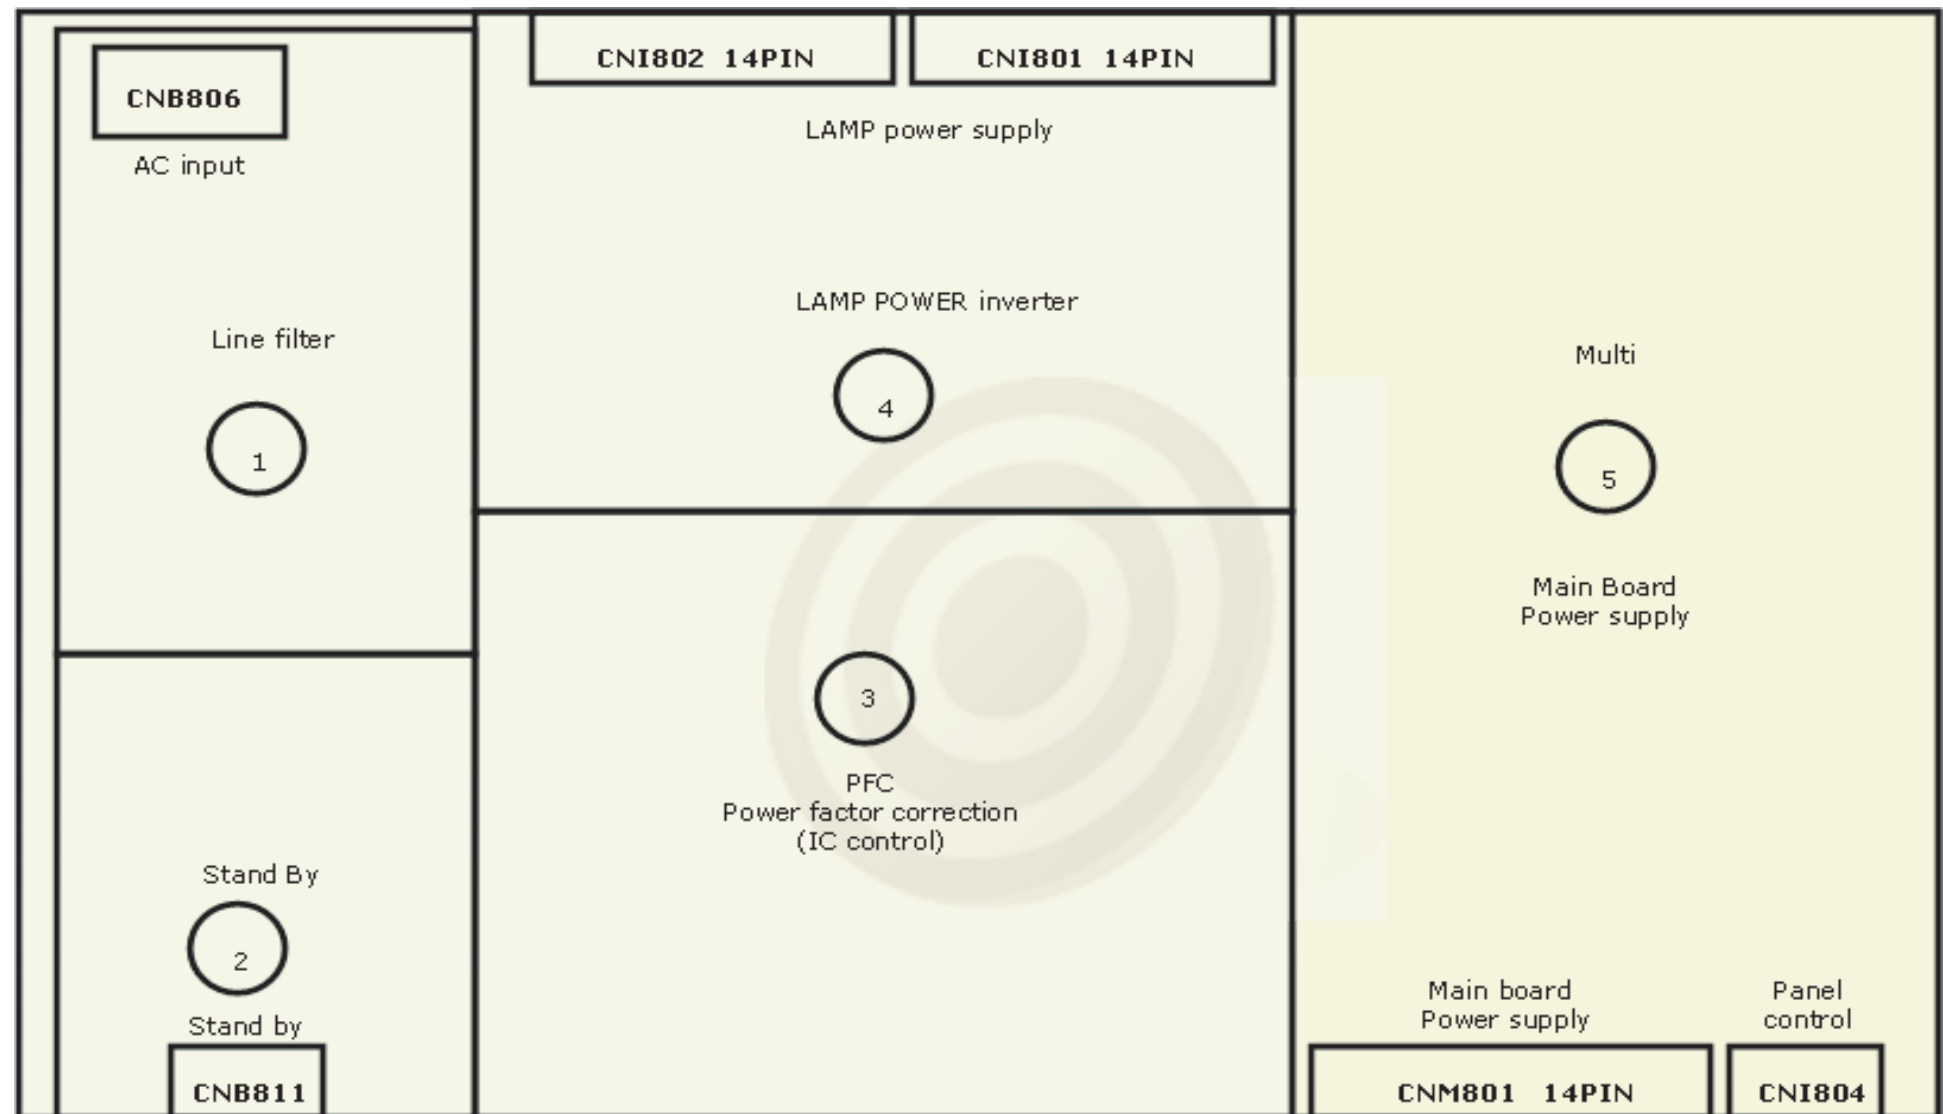 CNB806
AC input
Line filter
1
Stand By
2
Stand by
CNB811
CNI802 14PIN
CNI801 14PIN
LAMP power supply
LAMP POWER inverter
4
3
PFC
Power factor correction
(IC control)
Multi
5
Main Board
Power supply
Main board
Power supply
CNM801 14PIN
Panel
control
CNI804